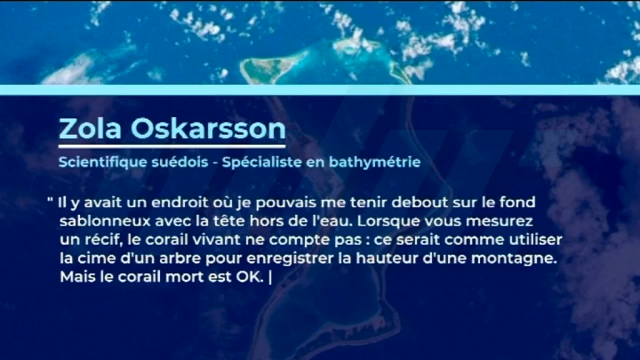 Zola Oskarsson
Scientifique suédois - Spécialiste en bathymétrie
" Il y avait un endroit où je pouvais me tenir debout sur le fond
sablonneux avec la tête hors de l'eau. Lorsque vous mesurez
un récif, le corail vivant ne compte pas : ce serait comme utiliser
la cime d'un arbre pour enregistrer la hauteur d'une montagne.
Mais le corail mort est OK. |